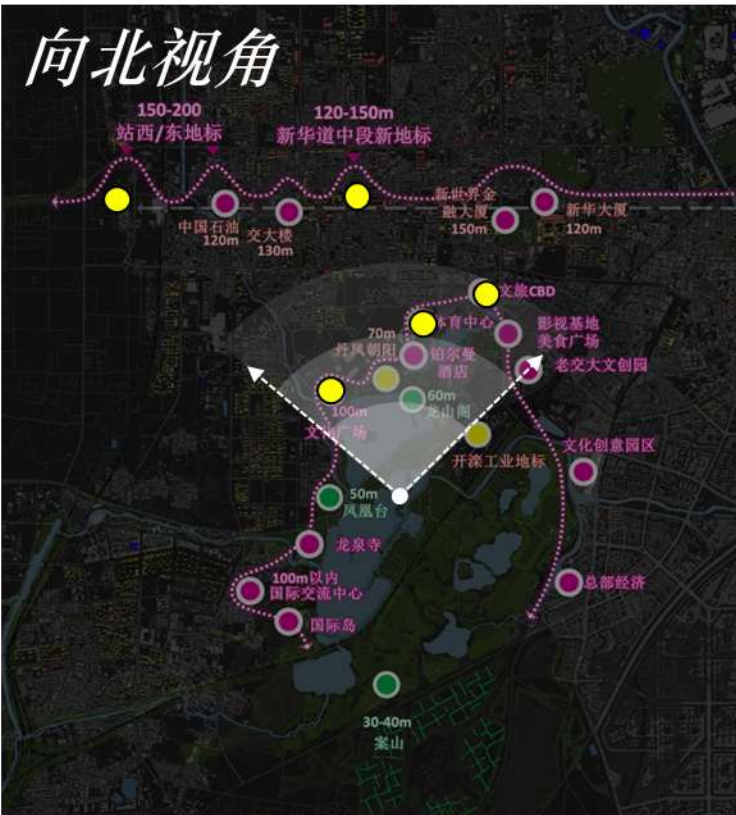 向北视角
150-200
站西/东地标
120-150m
新华道中段新地标
中国石油
120m
交大楼
130m
新世界金
融大厦
150m
新华大厦
120m
文旅CBD
体育中心
影视基地
美食广场
70m
丹凤朝阳
铂尔曼
酒店
老交大文创园
60m
龙山阁
100m
文化广场
开滦工业地标
文化创意园区
50m
凤凰台
龙泉寺
100m以内
国际交流中心
国际岛
总部经济
30-40m
案山